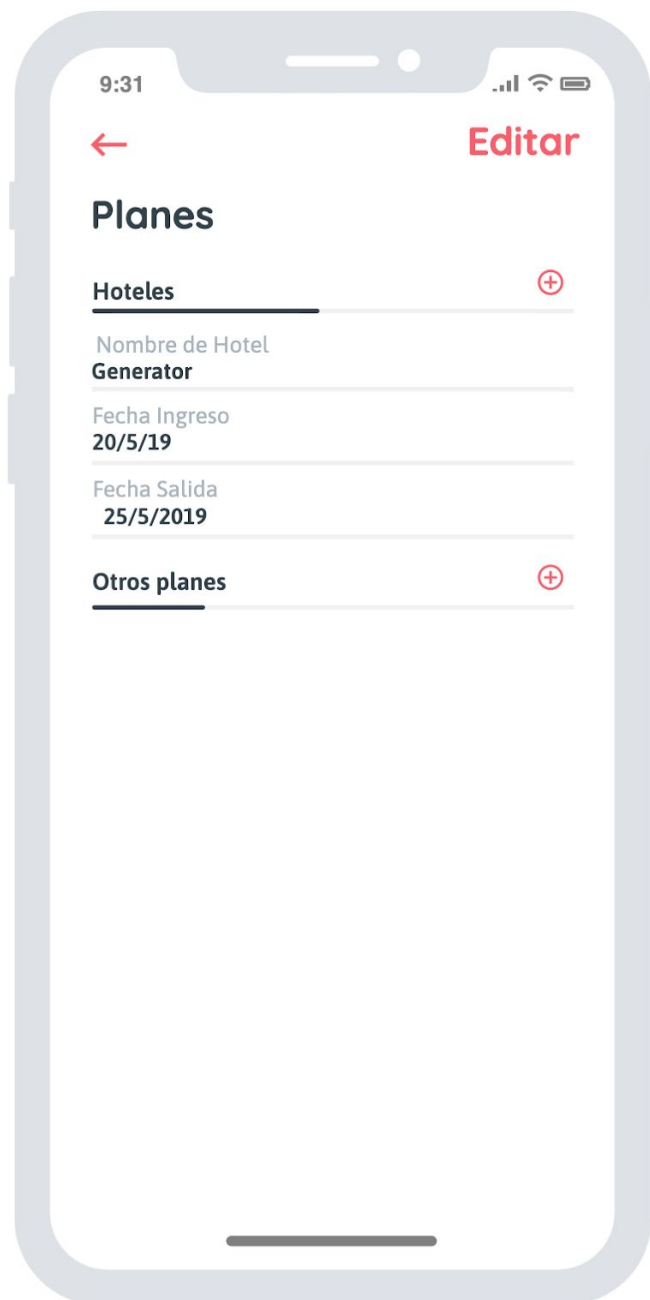 9:31
Editar
Planes
Hoteles
Nombre de Hotel
Generator
Fecha Ingreso
20/5/19
Fecha Salida
25/5/2019
Otros planes